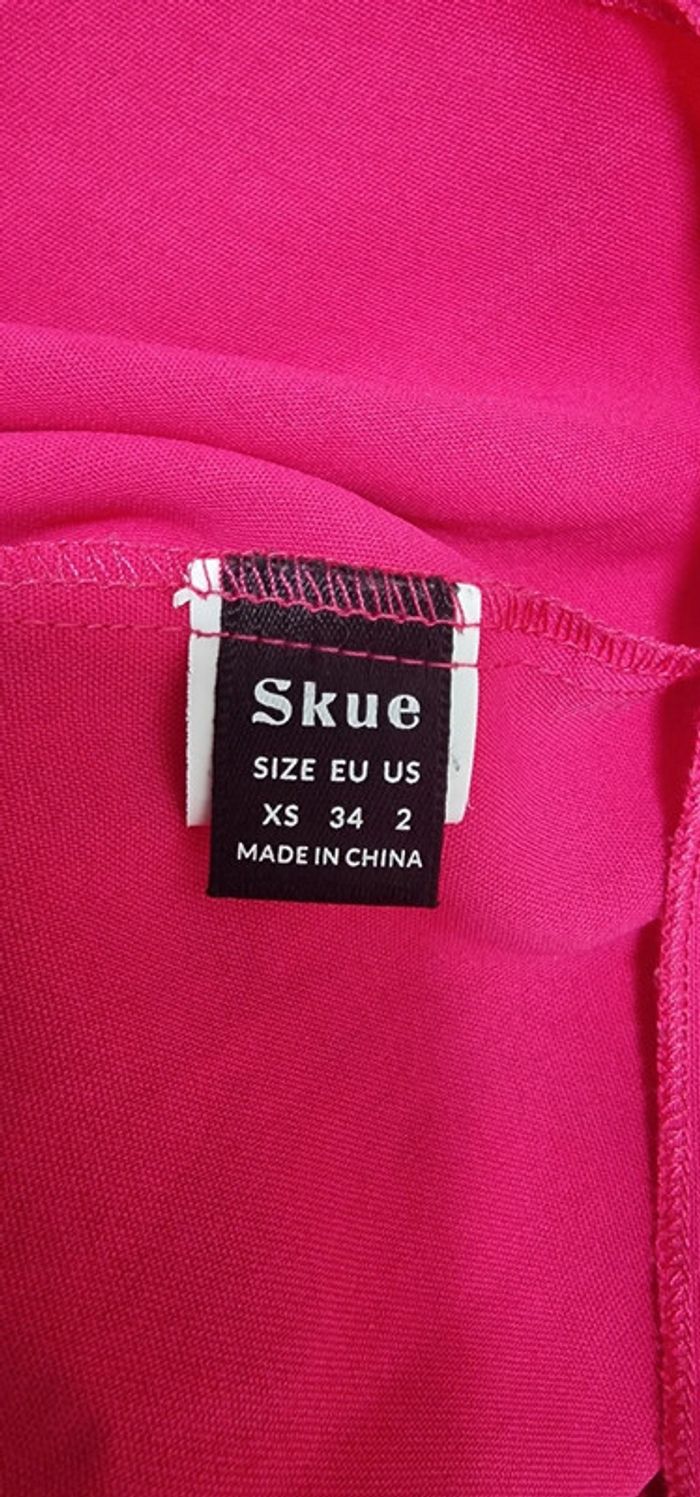 Skue
SIZE EU US
XS 34 2
MADE IN CHINA